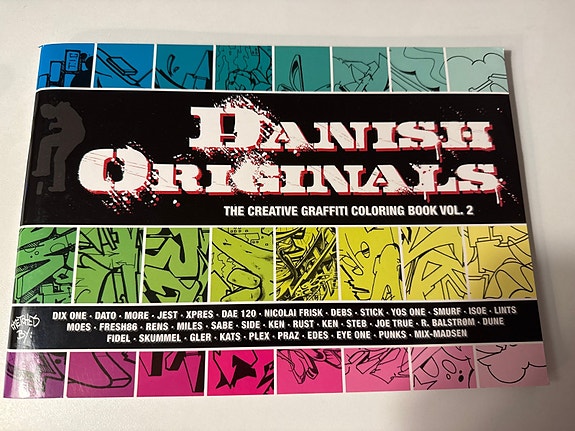 DANISH
ORIGINALS
THE CREATIVE GRAFFITI COLORING BOOK VOL. 2
SKETCHES
BY:
DIX ONE · DATO · MORE · JEST · XPRES · DAE 120 · NICOLAI FRISK · DEBS · STICK · YOS ONE · SMURF · ISOE · LINTS
MOES · FRESH86 · RENS · MILES · SABE · SIDE · KEN · RUST · KEN · STEB · JOE TRUE · R. BALSTRØM · DUNE
FIDEL · SKUMMEL · GLER · KATS · PLEX · PRAZ · EDES · EYE ONE · PUNKS · MIX-MADSEN